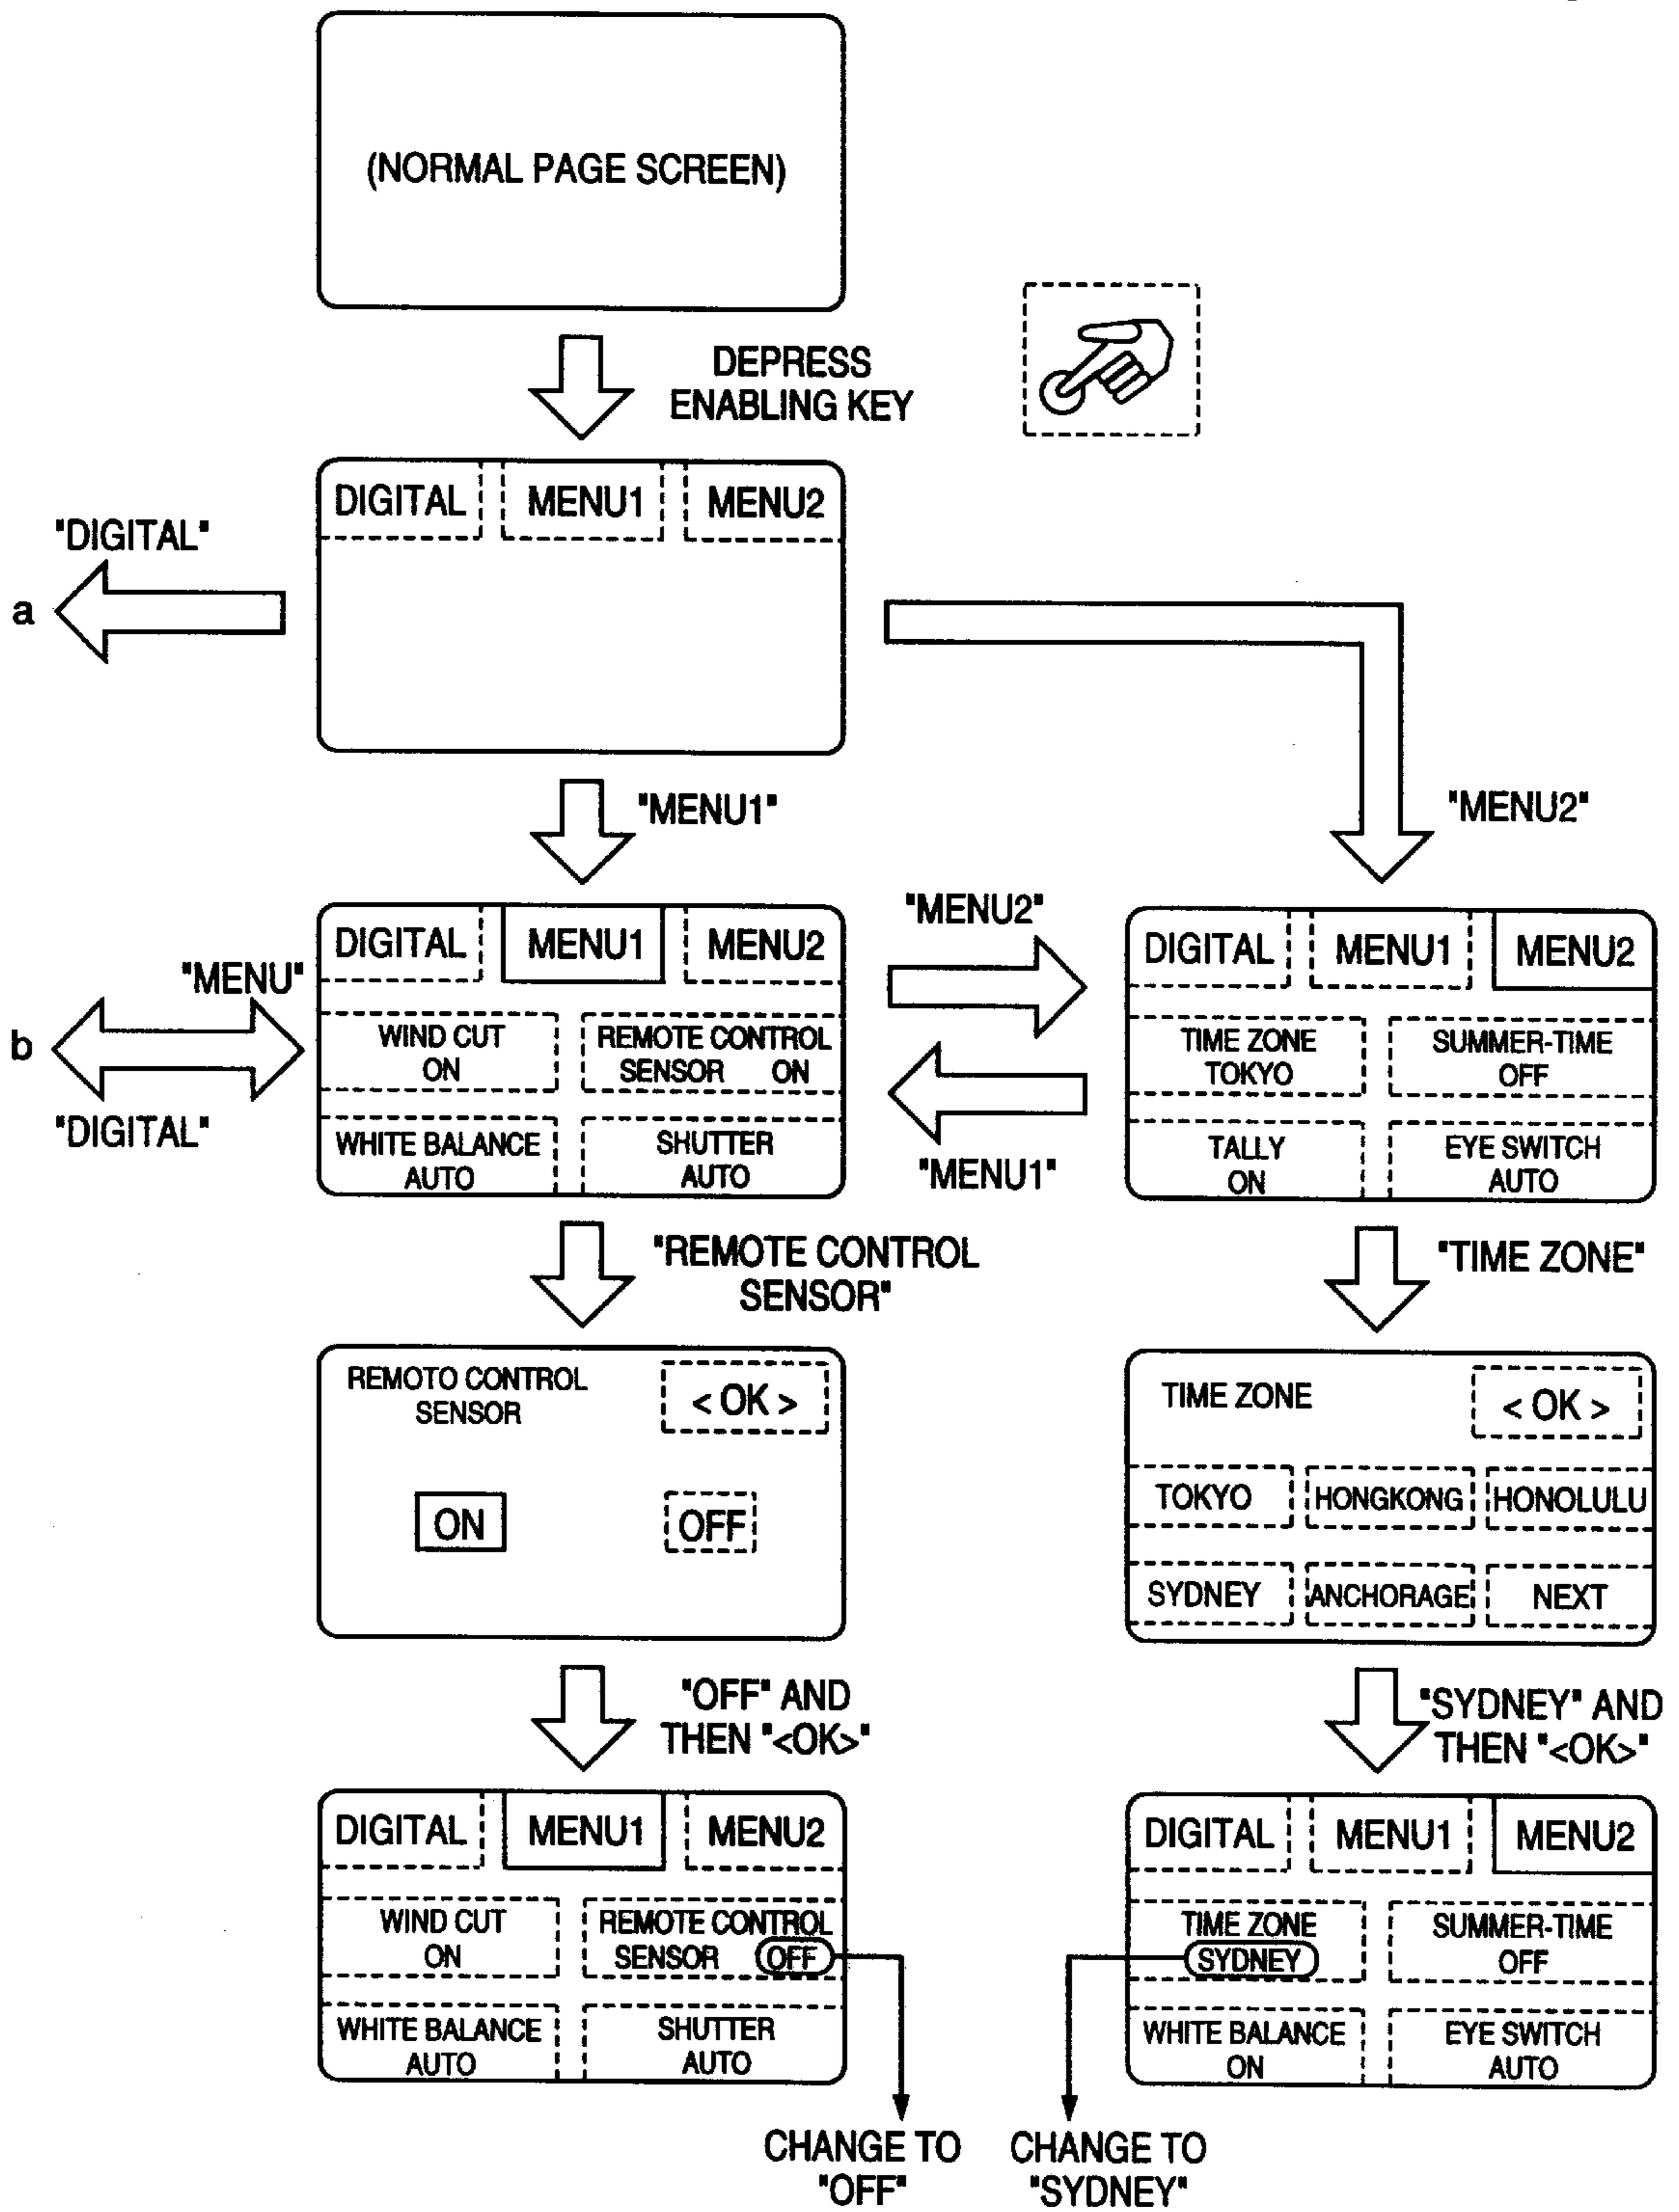 (NORMAL PAGE SCREEN)
DEPRESS
ENABLING KEY
DIGITAL MENU1 MENU2
"DIGITAL"
a
"MENU1"
"MENU2"
DIGITAL MENU1 MENU2
WIND CUT
ON
REMOTE CONTROL
SENSOR ON
WHITE BALANCE
AUTO
SHUTTER
AUTO
"MENU"
b
"DIGITAL"
"MENU2"
"MENU1"
DIGITAL MENU1 MENU2
TIME ZONE
TOKYO
SUMMER-TIME
OFF
TALLY
ON
EYE SWITCH
AUTO
"REMOTE CONTROL
SENSOR"
"TIME ZONE"
REMOTO CONTROL
SENSOR
< OK >
ON OFF
TIME ZONE
< OK >
TOKYO HONGKONG HONOLULU
SYDNEY ANCHORAGE NEXT
"OFF" AND
THEN "<OK>"
"SYDNEY" AND
THEN "<OK>"
DIGITAL MENU1 MENU2
WIND CUT
ON
REMOTE CONTROL
SENSOR OFF
WHITE BALANCE
AUTO
SHUTTER
AUTO
DIGITAL MENU1 MENU2
TIME ZONE
SYDNEY
SUMMER-TIME
OFF
WHITE BALANCE
ON
EYE SWITCH
AUTO
CHANGE TO
"OFF"
CHANGE TO
"SYDNEY"